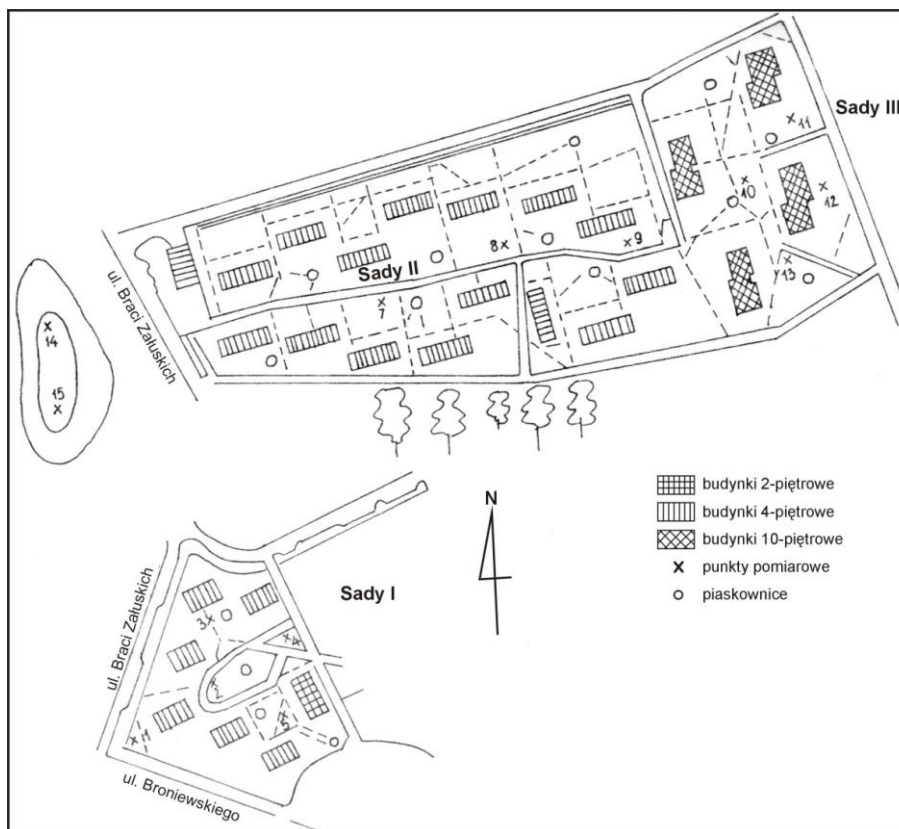 Sady III
11
10
12
13
9
8
Sady II
7
ul. Braci Załuskich
14
15
N
budynki 2-piętrowe
budynki 4-piętrowe
budynki 10-piętrowe
punkty pomiarowe
piaskownice
Sady I
ul. Braci Załuskich
3
4
2
5
1
ul. Broniewskiego